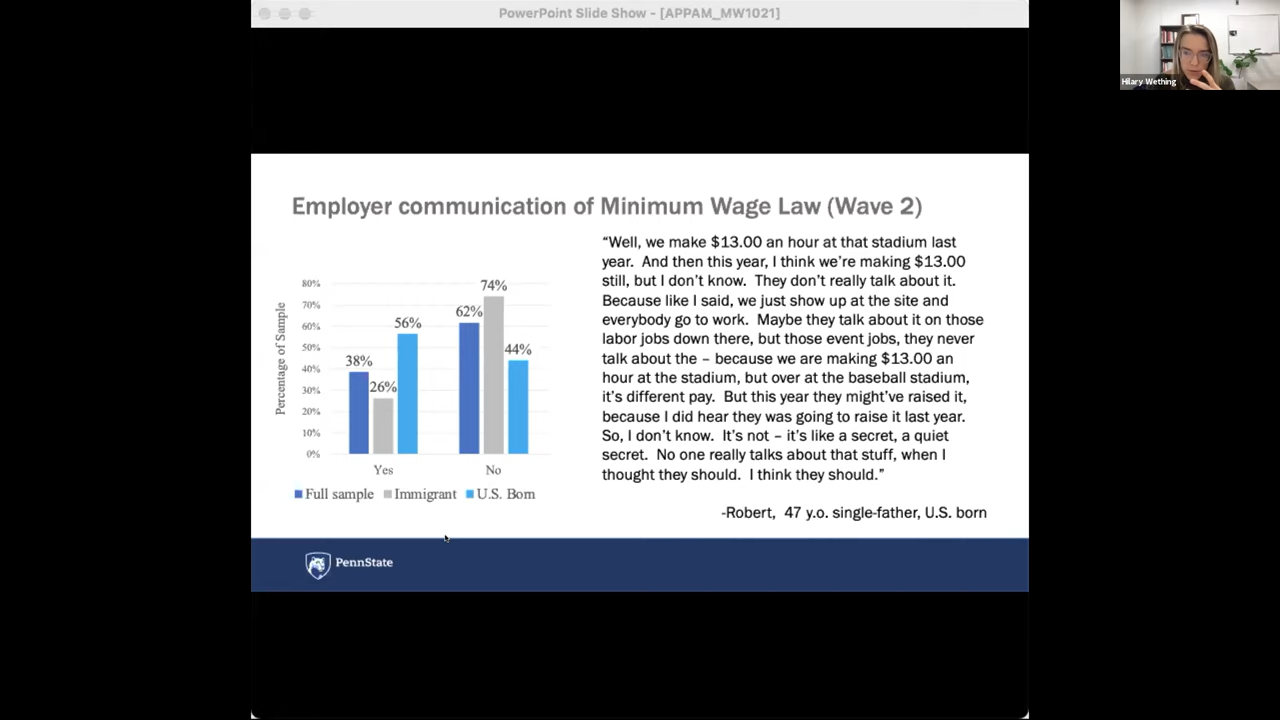 PowerPoint Slide Show - [APPAM_MW1021]
Hilary Wething
Employer communication of Minimum Wage Law (Wave 2)
Percentage of Sample
80%
70%
60%
50%
40%
30%
20%
10%
0%
38%
26%
56%
62%
74%
44%
Yes
No
Full sample
Immigrant
U.S. Born
“Well, we make $13.00 an hour at that stadium last
year. And then this year, I think we’re making $13.00
still, but I don’t know. They don’t really talk about it.
Because like I said, we just show up at the site and
everybody go to work. Maybe they talk about it on those
labor jobs down there, but those event jobs, they never
talk about the – because we are making $13.00 an
hour at the stadium, but over at the baseball stadium,
it’s different pay. But this year they might’ve raised it,
because I did hear they was going to raise it last year.
So, I don’t know. It’s not – it’s like a secret, a quiet
secret. No one really talks about that stuff, when I
thought they should. I think they should.”
-Robert, 47 y.o. single-father, U.S. born
PennState